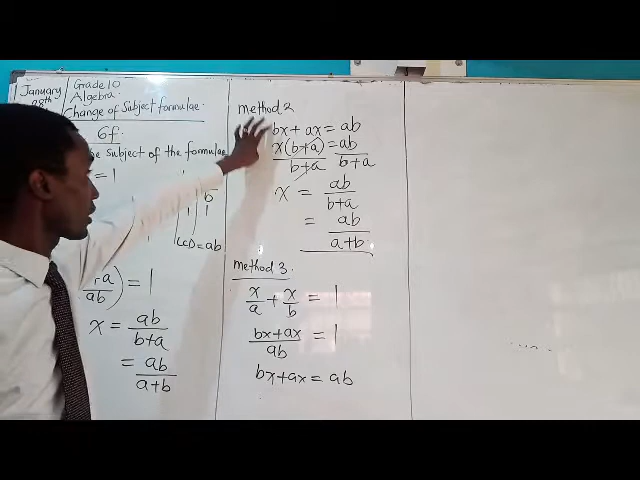 January
28th
Grade 10
Algebra
Change of Subject formulae.
6f.
subject of the formulae
= 1
b
1 1
LCD = ab
ab) = 1
x = ab/(b+a)
= ab/(a+b)
method 2
bx + ax = ab
x(b+a)/(b+a) = ab/(b+a)
x = ab/(b+a)
= ab/(a+b)
method 3.
x/a + x/b = 1
(bx+ax)/ab = 1
bx+ax = ab